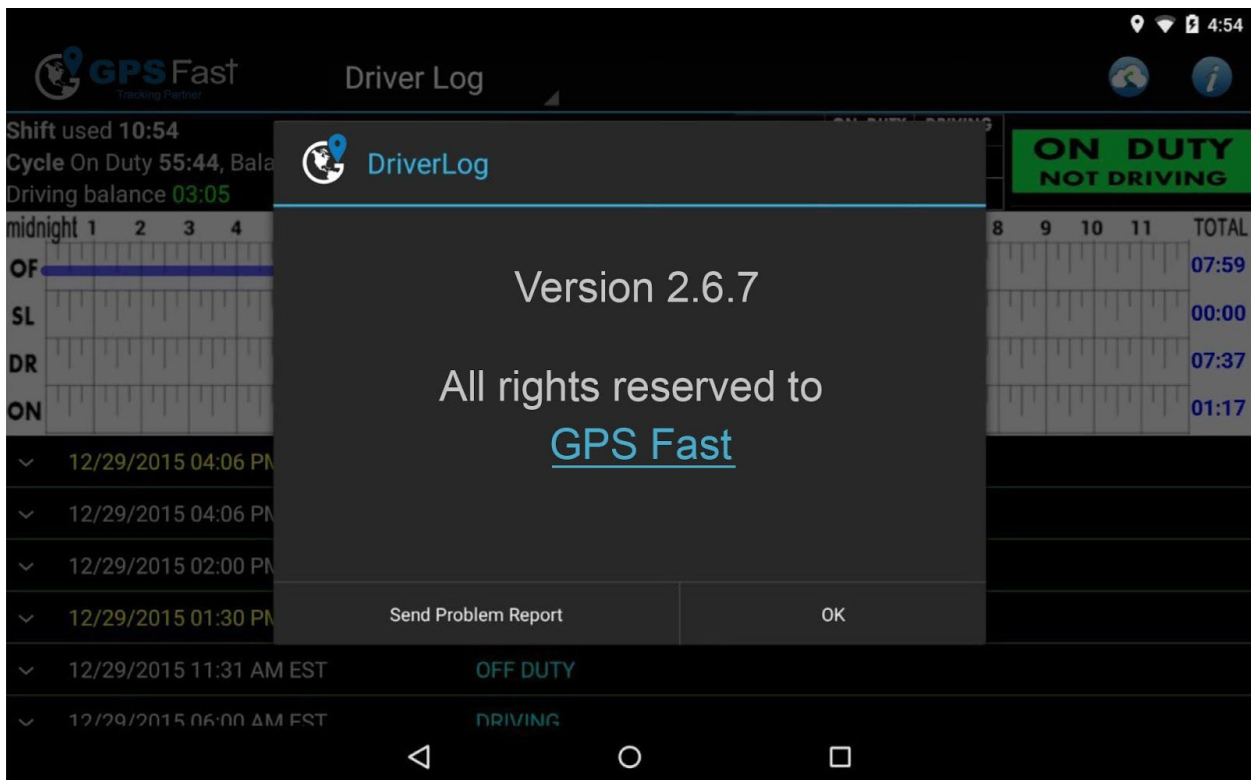 4:54
GPS Fast
Tracking Partner
Driver Log
Shift used 10:54
Cycle On Duty 55:44, Bala
Driving balance 03:05
ON DUTY DRIVING
ON DUTY
NOT DRIVING
DriverLog
Version 2.6.7
All rights reserved to
GPS Fast
Send Problem Report OK
midnight 1 2 3 4 8 9 10 11 TOTAL
OF 07:59
SL 00:00
DR 07:37
ON 01:17
12/29/2015 04:06 PM
12/29/2015 04:06 PM
12/29/2015 02:00 PM
12/29/2015 01:30 PM
12/29/2015 11:31 AM EST OFF DUTY
12/29/2015 06:00 AM EST DRIVING